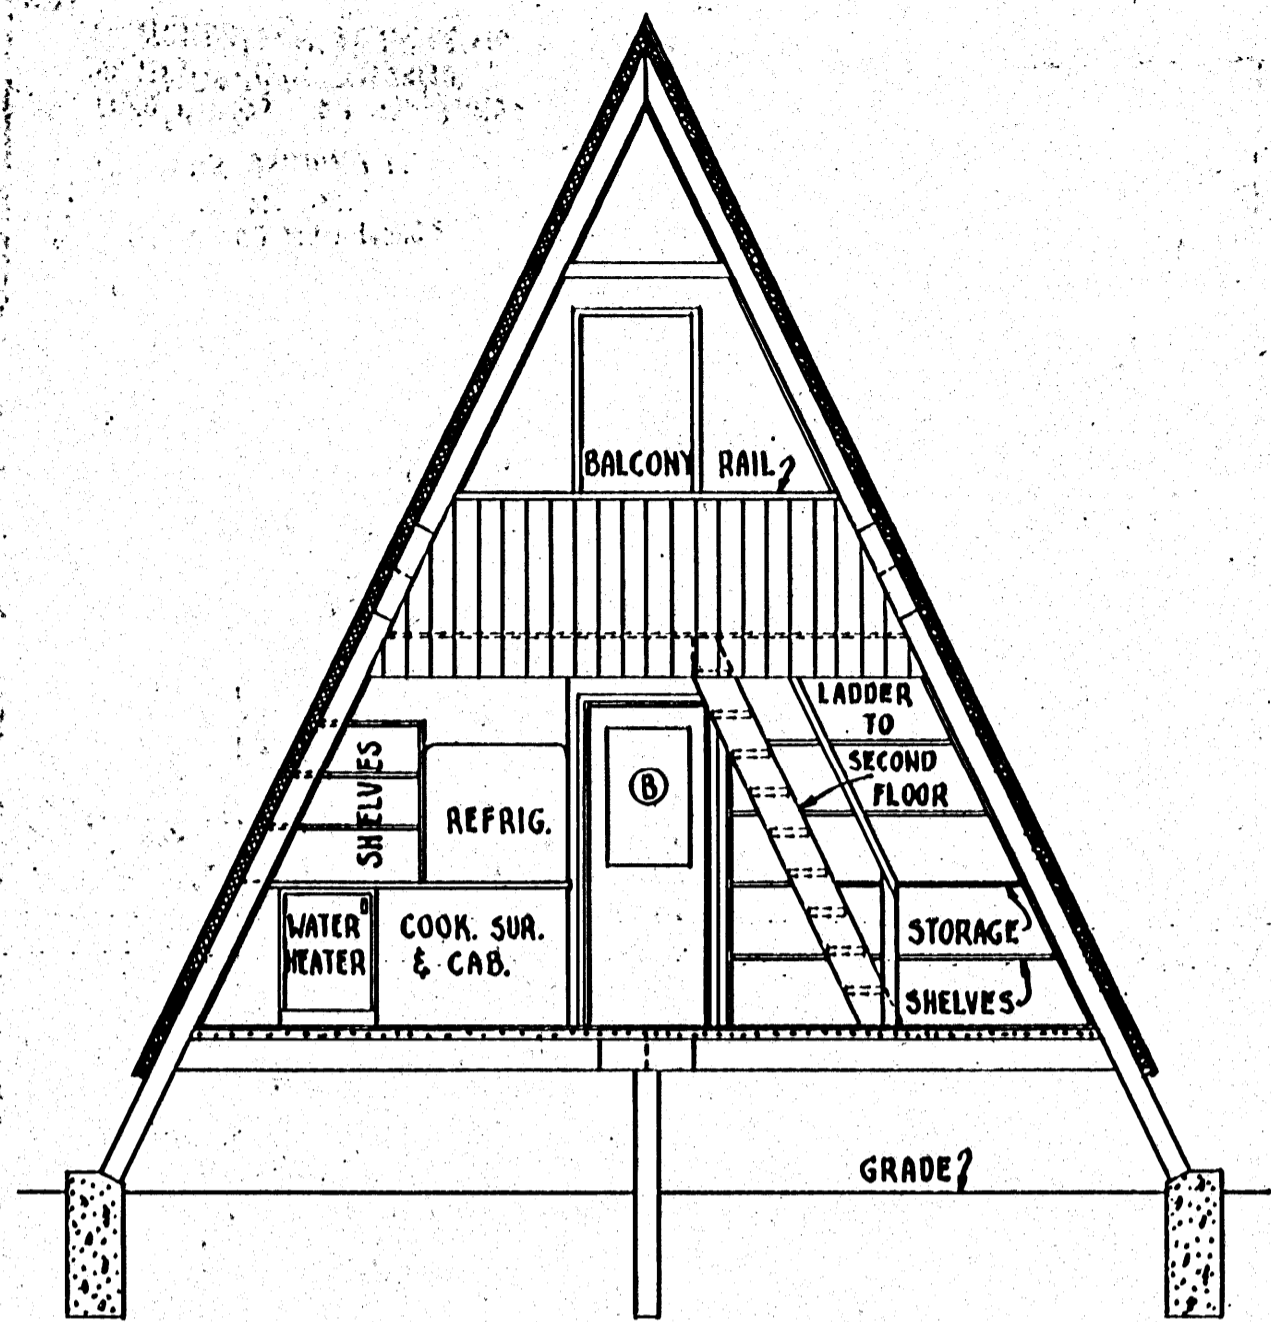 BALCONY RAIL
LADDER
TO
SECOND
FLOOR
SHELVES
REFRIG.
B
WATER
HEATER
COOK. SUR.
& CAB.
STORAGE
SHELVES
GRADE